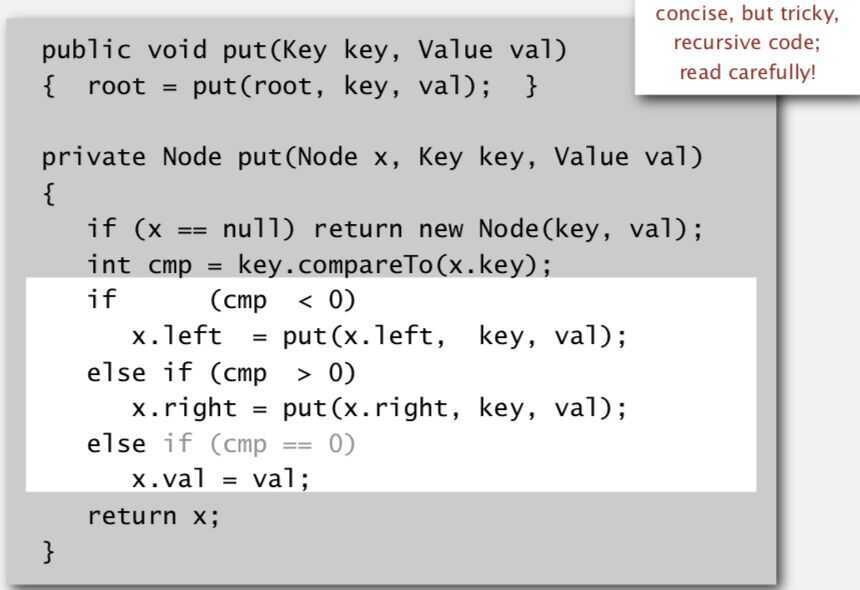 concise, but tricky,
recursive code;
read carefully!
public void put(Key key, Value val)
{  root = put(root, key, val);  }
private Node put(Node x, Key key, Value val)
{
   if (x == null) return new Node(key, val);
   int cmp = key.compareTo(x.key);
   if      (cmp  < 0)
      x.left  = put(x.left,  key, val);
   else if (cmp  > 0)
      x.right = put(x.right, key, val);
   else if (cmp == 0)
      x.val = val;
   return x;
}